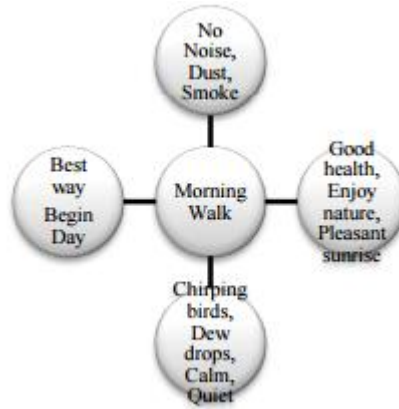 No
Noise,
Dust,
Smoke
Best
way
Begin
Day
Morning
Walk
Good
health,
Enjoy
nature,
Pleasant
sunrise
Chirping
birds,
Dew
drops,
Calm,
Quiet